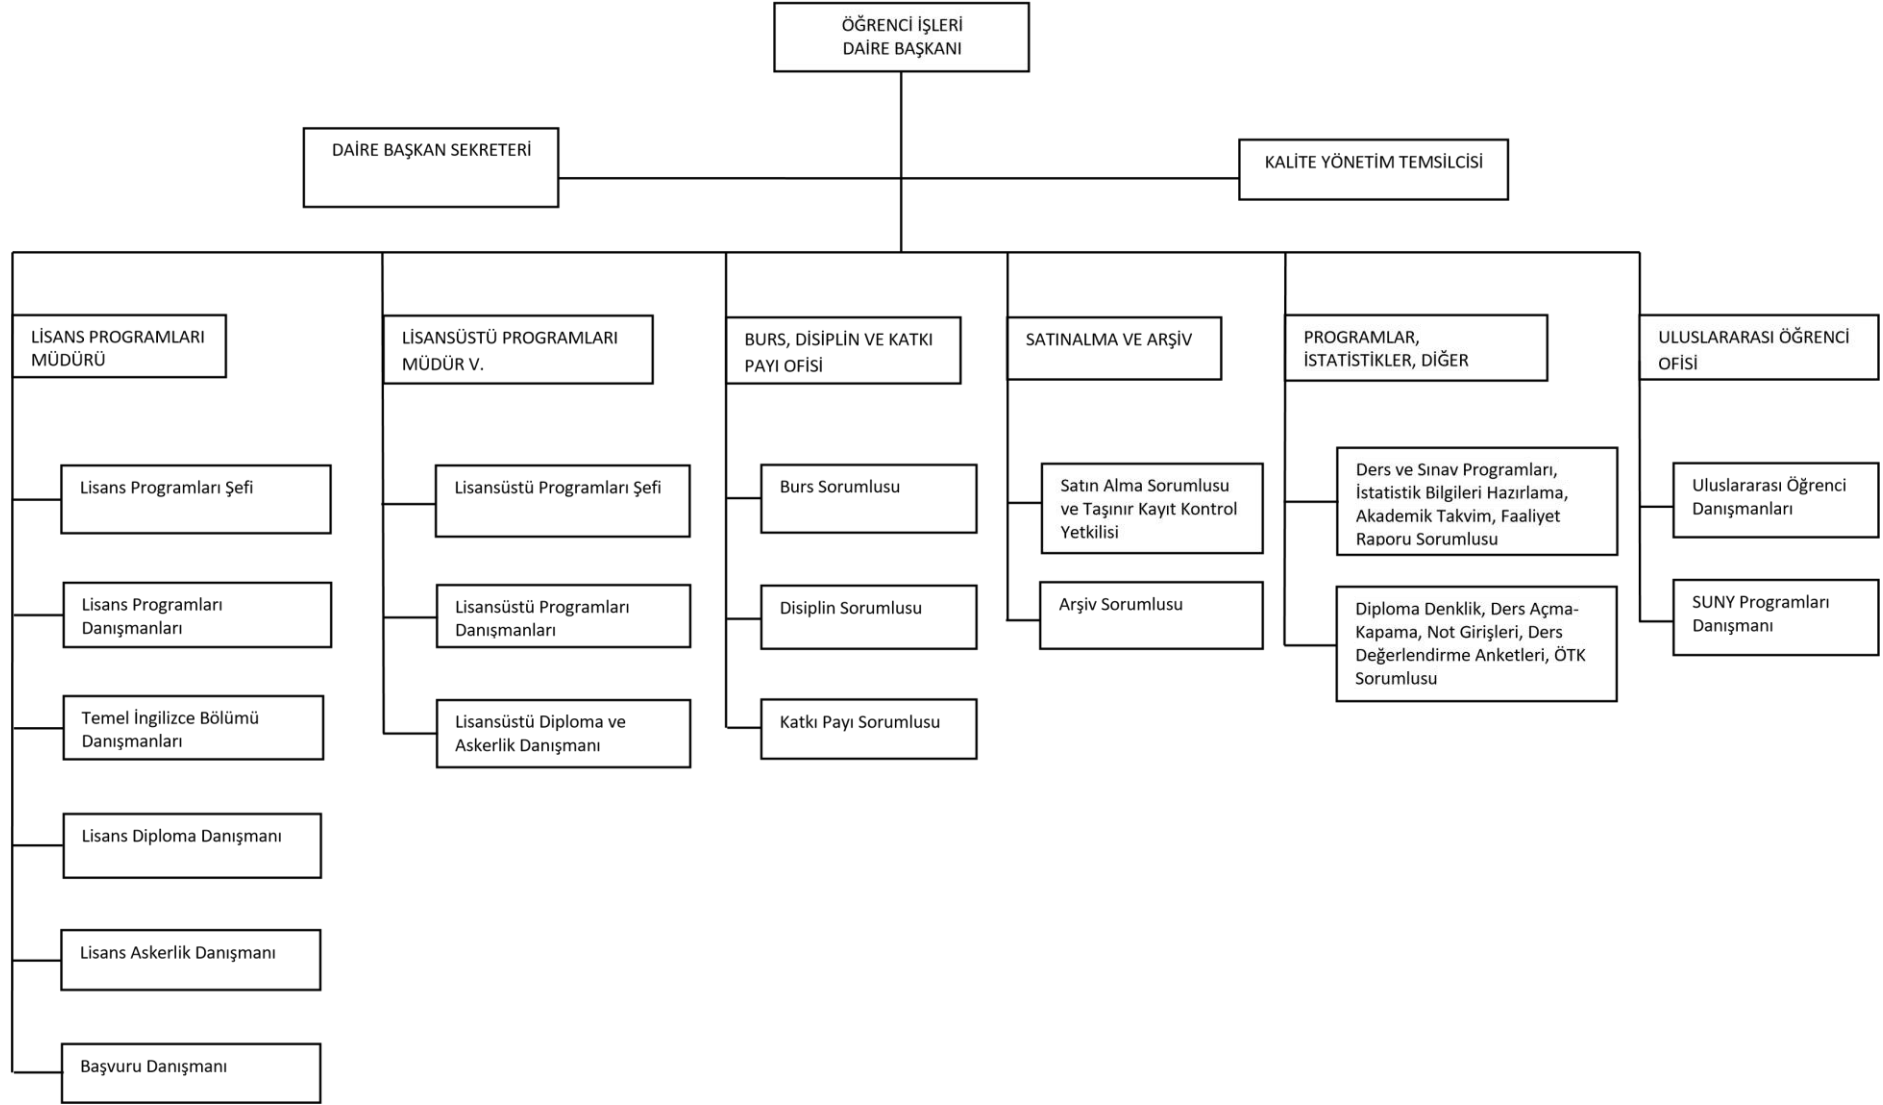 ÖĞRENCİ İŞLERİ
DAİRE BAŞKANI
DAİRE BAŞKAN SEKRETERİ
KALİTE YÖNETİM TEMSİLCİSİ
LİSANS PROGRAMLARI
MÜDÜRÜ
LİSANSÜSTÜ PROGRAMLARI
MÜDÜR V.
BURS, DİSİPLİN VE KATKI
PAYI OFİSİ
SATINALMA VE ARŞİV
PROGRAMLAR,
İSTATİSTİKLER, DİĞER
ULUSLARARASI ÖĞRENCİ
OFİSİ
Lisans Programları Şefi
Lisans Programları
Danışmanları
Temel İngilizce Bölümü
Danışmanları
Lisans Diploma Danışmanı
Lisans Askerlik Danışmanı
Başvuru Danışmanı
Lisansüstü Programları Şefi
Lisansüstü Programları
Danışmanları
Lisansüstü Diploma ve
Askerlik Danışmanı
Burs Sorumlusu
Disiplin Sorumlusu
Katkı Payı Sorumlusu
Satın Alma Sorumlusu
ve Taşınır Kayıt Kontrol
Yetkilisi
Arşiv Sorumlusu
Ders ve Sınav Programları,
İstatistik Bilgileri Hazırlama,
Akademik Takvim, Faaliyet
Raporu Sorumlusu
Diploma Denklik, Ders Açma-
Kapama, Not Girişleri, Ders
Değerlendirme Anketleri, ÖTK
Sorumlusu
Uluslararası Öğrenci
Danışmanları
SUNY Programları
Danışmanı